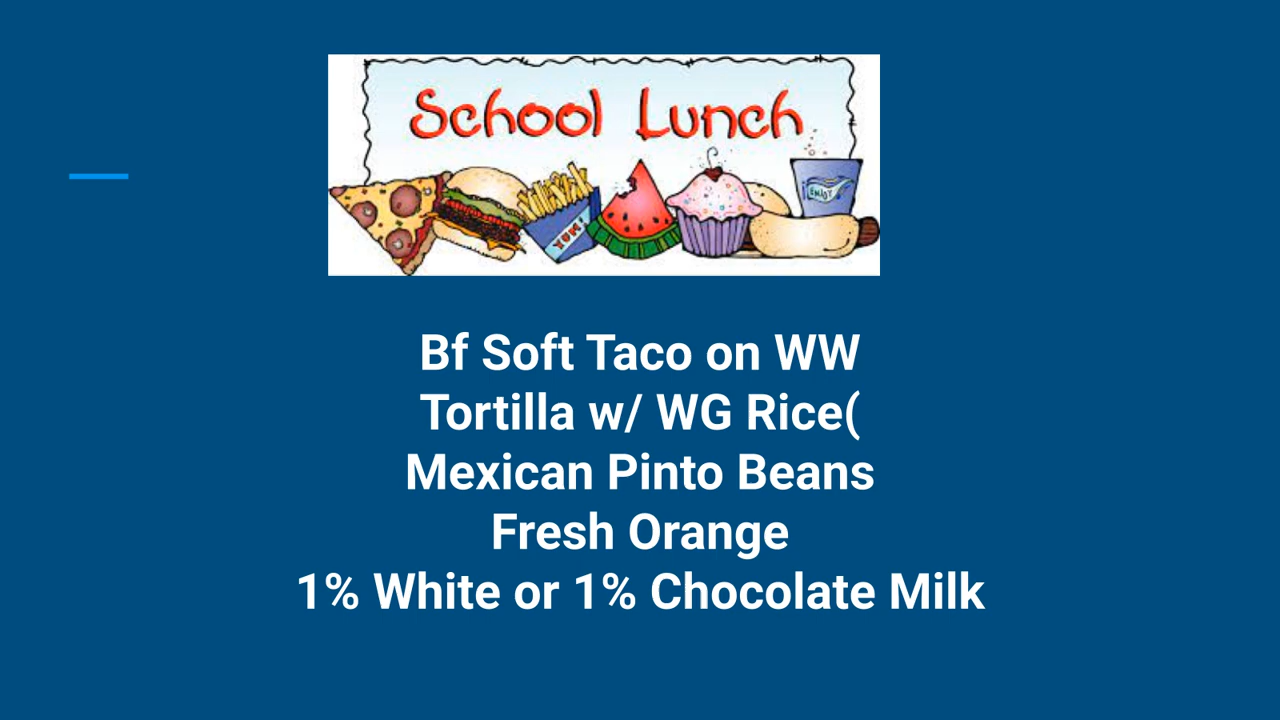 School Lunch
YUM!
ENJOY
Bf Soft Taco on WW
Tortilla w/ WG Rice(
Mexican Pinto Beans
Fresh Orange
1% White or 1% Chocolate Milk